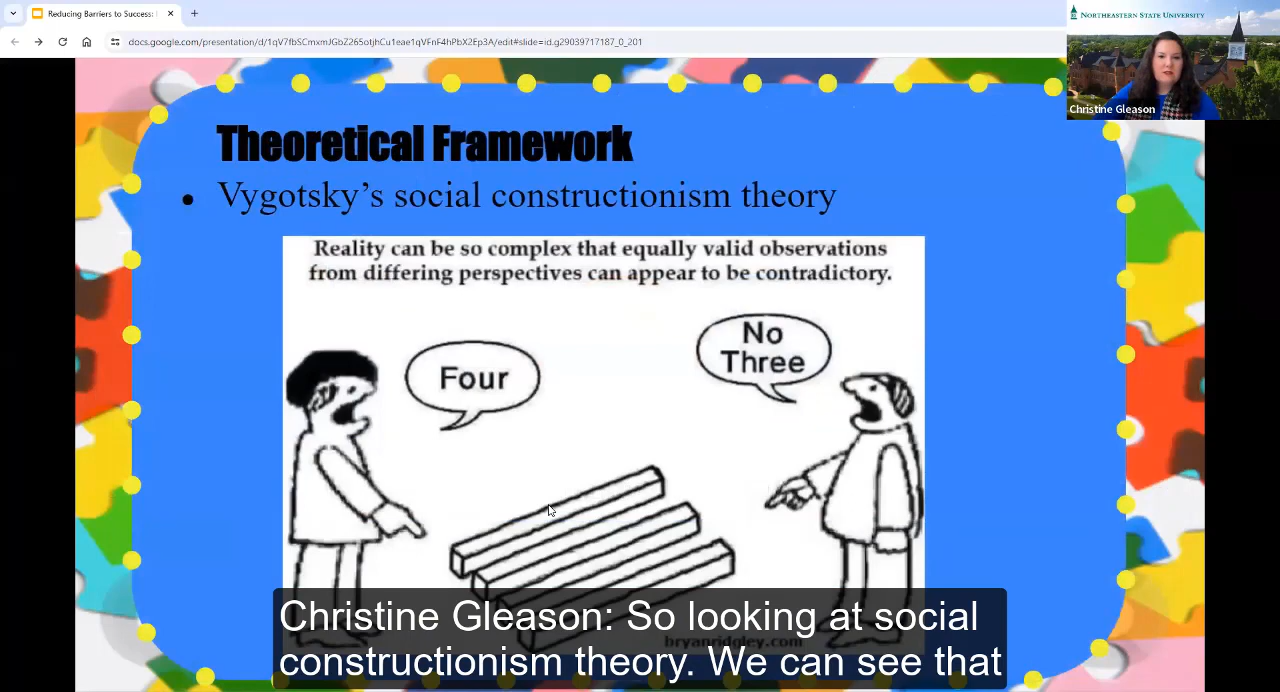 Reducing Barriers to Success: |
docs.google.com/presentation/d/1qV7fbSCmxmJGbZ265otjhCu1eae1qVFnF4hPbX2Ep3A/edit#slide=id.g29039717187_0_201
NORTHEASTERN STATE UNIVERSITY
Christine Gleason
Theoretical Framework
• Vygotsky’s social constructionism theory
Reality can be so complex that equally valid observations
from differing perspectives can appear to be contradictory.
Four
No
Three
bryanridgley.com
Christine Gleason: So looking at social
constructionism theory. We can see that